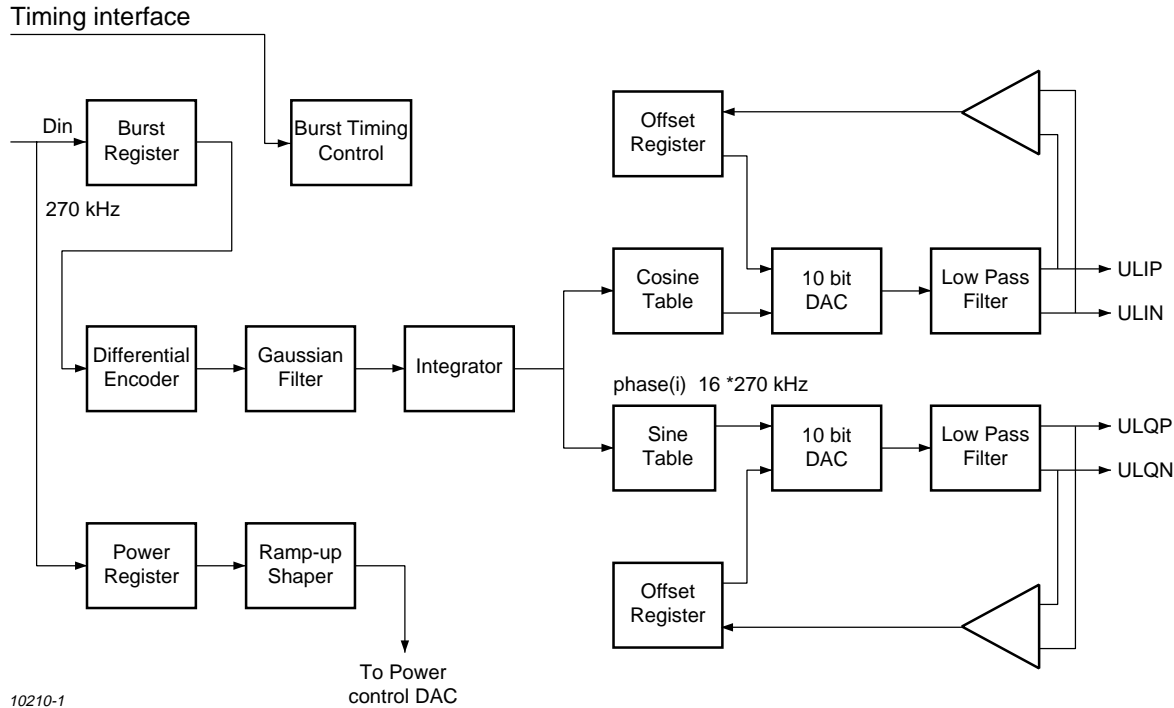 Timing interface
Din
Burst
Register
Burst Timing
Control
Offset
Register
270 kHz
Cosine
Table
10 bit
DAC
Low Pass
Filter
ULIP
ULIN
Differential
Encoder
Gaussian
Filter
Integrator
phase(i) 16 *270 kHz
Sine
Table
10 bit
DAC
Low Pass
Filter
ULQP
ULQN
Power
Register
Ramp-up
Shaper
Offset
Register
To Power
control DAC
10210-1